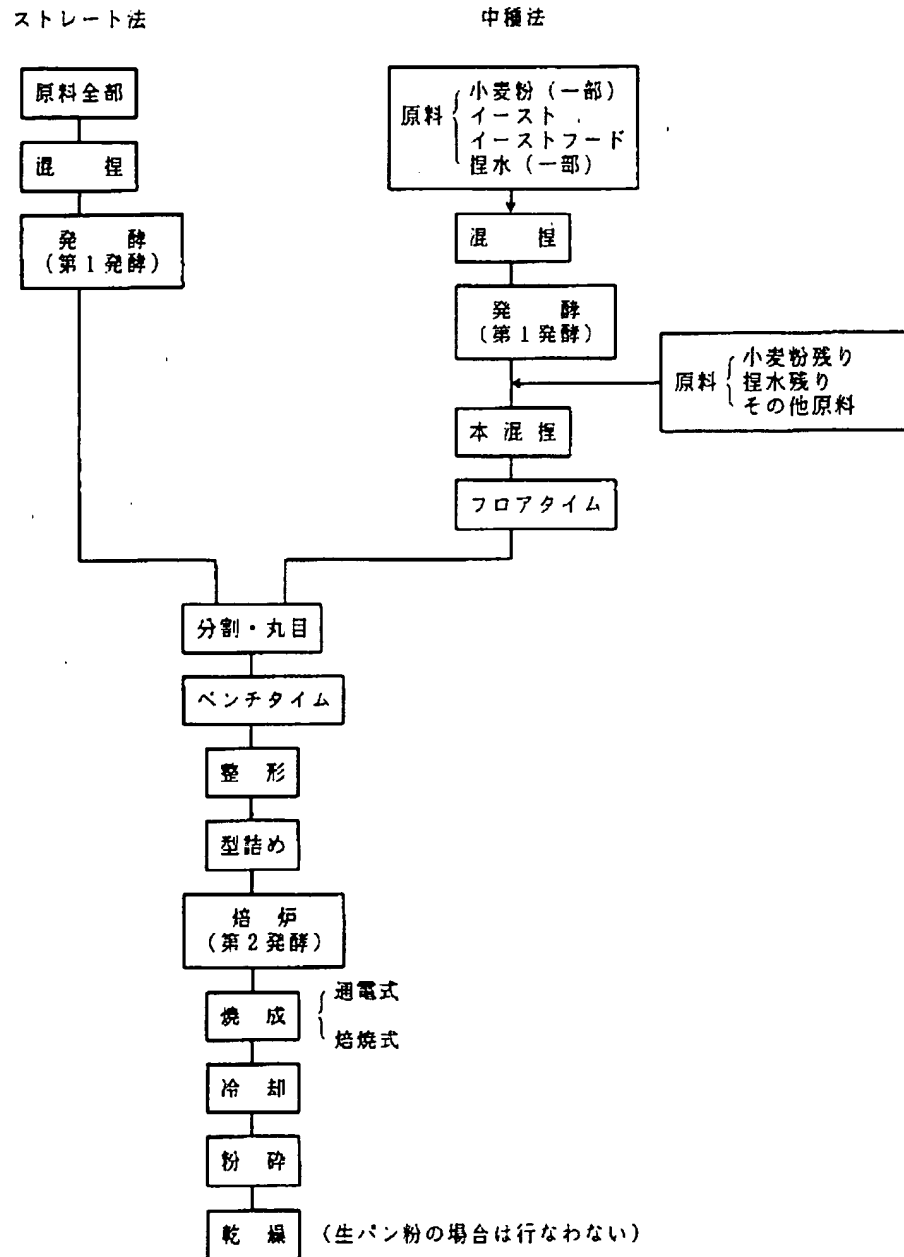 ストレート法
原料全部
混捏
発酵
(第1発酵)
中種法
原料
小麦粉(一部)
イースト
イーストフード
捏水(一部)
混捏
発酵
(第1発酵)
原料
小麦粉残り
捏水残り
その他原料
本混捏
フロアタイム
分割・丸目
ベンチタイム
整形
型詰め
焙炉
(第2発酵)
焼成
通電式
焙焼式
冷却
粉砕
乾燥
(生パン粉の場合は行なわない)